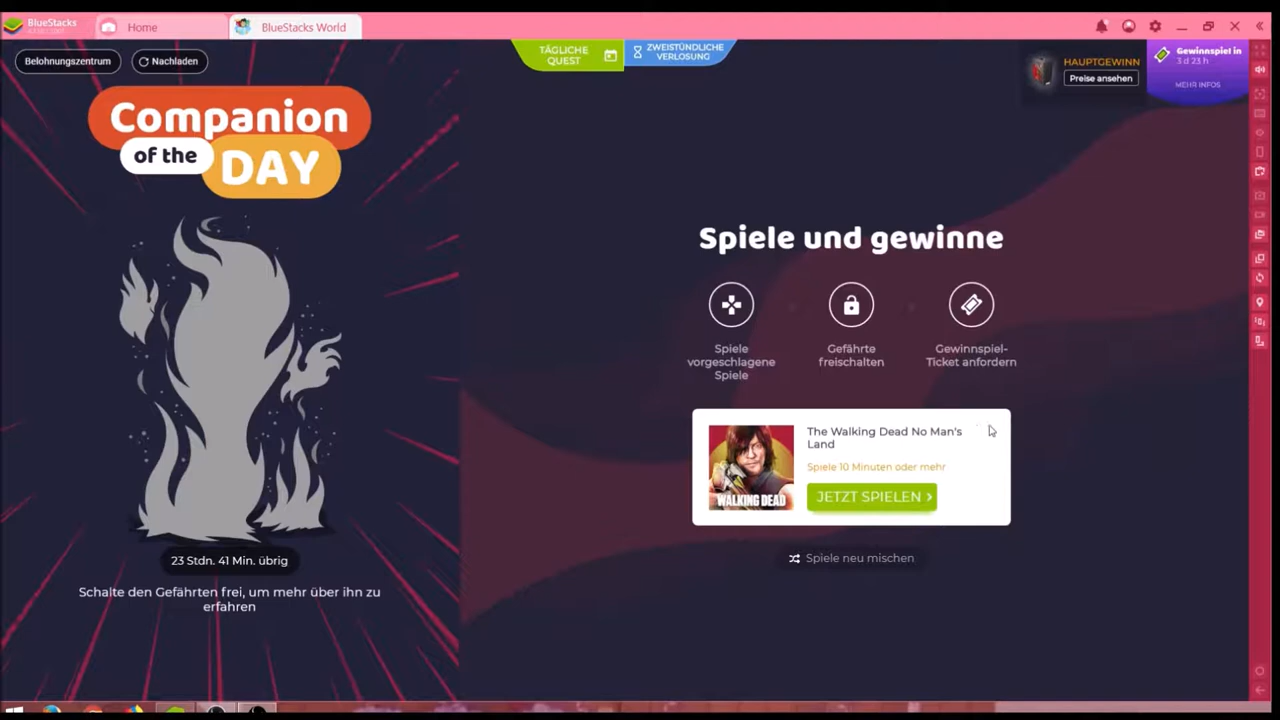 BlueStacks
Home
BlueStacks World
Belohnungszentrum
Nachladen
TÄGLICHE
QUEST
ZWEISTÜNDLICHE
VERLOSUNG
HAUPTGEWINN
Preise ansehen
Gewinnspiel in
3 d 23 h
MEHR INFOS
Companion
of the
DAY
23 Stdn. 41 Min. übrig
Schalte den Gefährten frei, um mehr über ihn zu
erfahren
Spiele und gewinne
Spiele
vorgeschlagene
Spiele
Gefährte
freischalten
Gewinnspiel-
Ticket anfordern
WALKING DEAD
The Walking Dead No Man's
Land
Spiele 10 Minuten oder mehr
JETZT SPIELEN
Spiele neu mischen